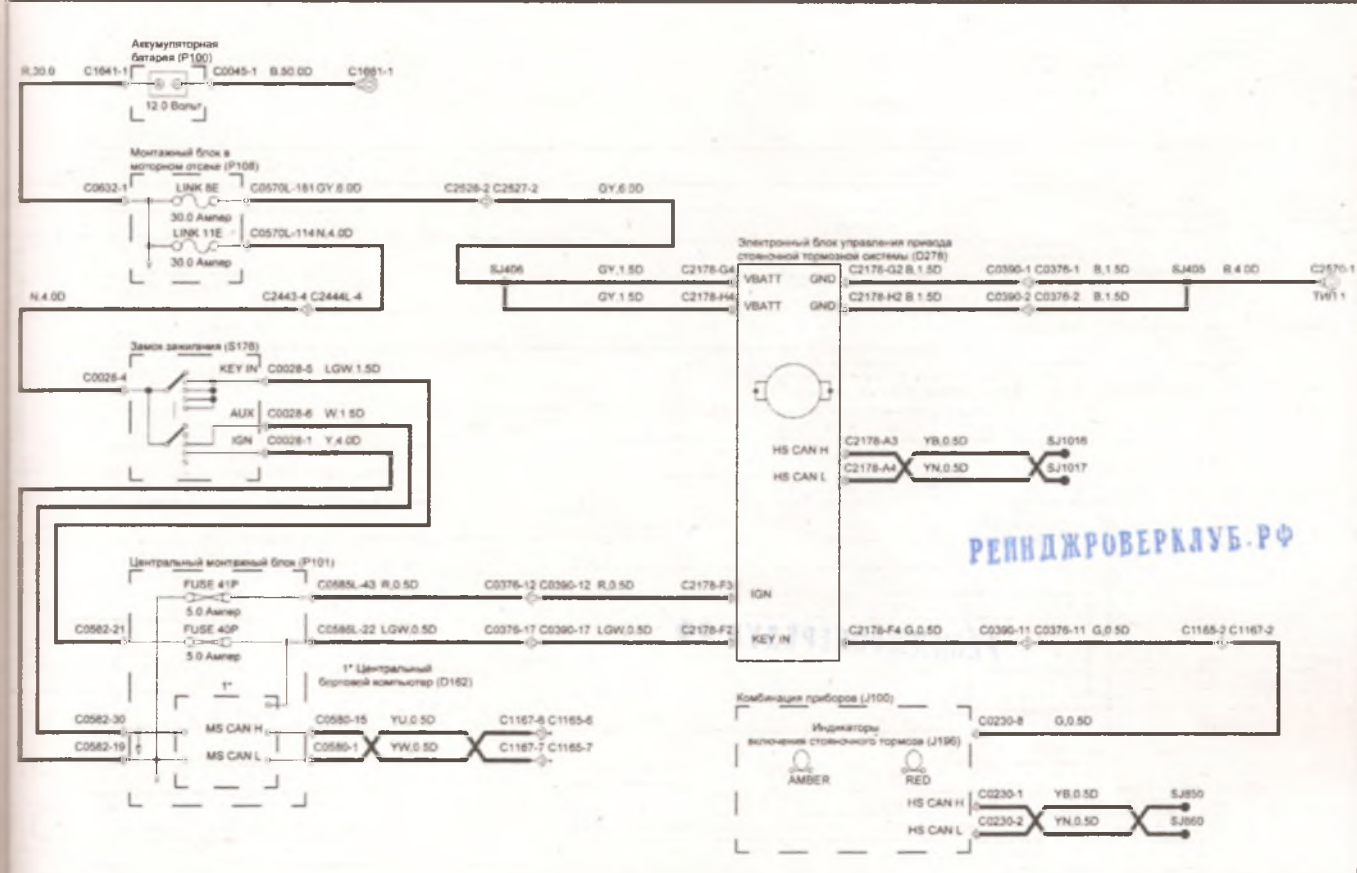 Аккумуляторная
батарея (P100)
R,30.0 C1641-1 C0045-1 B,50.0D C1661-1
12.0 Вольт
Монтажный блок в
моторном отсеке (P108)
C0632-1 LINK 8E C0570L-161 GY,6.0D C2526-2 C2527-2 GY,6.0D
30.0 Ампер
LINK 11E C0570L-114 N,4.0D
30.0 Ампер
Электронный блок управления привода
стояночной тормозной системы (D278)
SJ406 GY,1.5D C2178-G4 VBATT GND C2178-G2 B,1.5D C0390-1 C0376-1 B,1.5D SJ405 B,4.0D C2570-1
N,4.0D C2443-4 C2444L-4 GY,1.5D C2178-H4 VBATT GND C2178-H2 B,1.5D C0390-2 C0376-2 B,1.5D ТИП 1
Замок зажигания (S176)
C0028-4 KEY IN C0028-5 LGW,1.5D
AUX C0028-6 W,1.5D
IGN C0028-1 Y,4.0D
HS CAN H C2178-A3 YB,0.5D SJ1016
HS CAN L C2178-A4 YN,0.5D SJ1017
РЕННДЖРОВЕРКЛУБ.РФ
Центральный монтажный блок (P101)
FUSE 41P C0585L-43 R,0.5D C0376-12 C0390-12 R,0.5D C2178-F3 IGN
5.0 Ампер
C0582-21 FUSE 40P C0586L-22 LGW,0.5D C0376-17 C0390-17 LGW,0.5D C2178-F2 KEY IN C2178-F4 G,0.5D C0390-11 C0376-11 G,0.5D C1165-2 C1167-2
5.0 Ампер
1* Центральный
бортовой компьютер (D162)
1*
C0582-30 MS CAN H C0580-15 YU,0.5D C1167-6 C1165-6
C0582-19 MS CAN L C0580-1 YW,0.5D C1167-7 C1165-7
Комбинация приборов (J100)
C0230-8 G,0.5D
Индикаторы
включения стояночного тормоза (J196)
AMBER RED
HS CAN H C0230-1 YB,0.5D SJ850
HS CAN L C0230-2 YN,0.5D SJ860